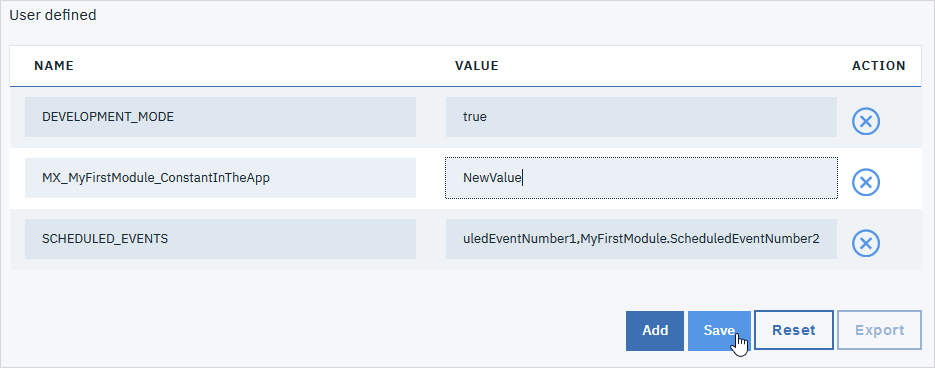 User defined
NAME VALUE ACTION
DEVELOPMENT_MODE true
MX_MyFirstModule_ConstantInTheApp NewValue
SCHEDULED_EVENTS uledEventNumber1,MyFirstModule.ScheduledEventNumber2
Add Save Reset Export